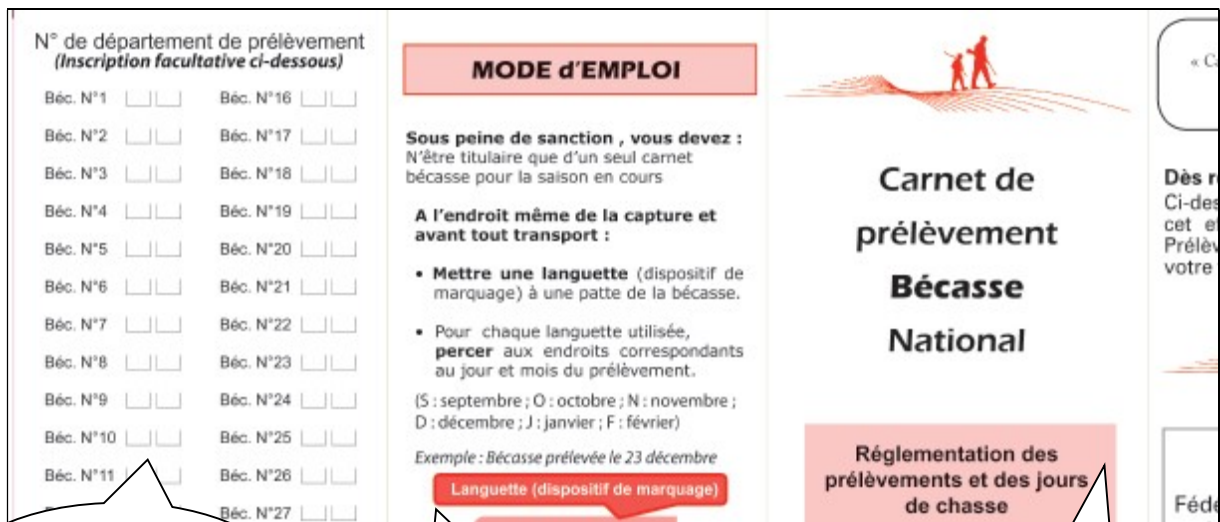 N° de département de prélèvement
(Inscription facultative ci-dessous)
Béc. N°1 Béc. N°16
Béc. N°2 Béc. N°17
Béc. N°3 Béc. N°18
Béc. N°4 Béc. N°19
Béc. N°5 Béc. N°20
Béc. N°6 Béc. N°21
Béc. N°7 Béc. N°22
Béc. N°8 Béc. N°23
Béc. N°9 Béc. N°24
Béc. N°10 Béc. N°25
Béc. N°11 Béc. N°26
Béc. N°27
MODE d'EMPLOI
Sous peine de sanction , vous devez :
N'être titulaire que d'un seul carnet
bécasse pour la saison en cours
A l'endroit même de la capture et
avant tout transport :
• Mettre une languette (dispositif de
marquage) à une patte de la bécasse.
• Pour chaque languette utilisée,
percer aux endroits correspondants
au jour et mois du prélèvement.
(S : septembre ; O : octobre ; N : novembre ;
D : décembre ; J : janvier ; F : février)
Exemple : Bécasse prélevée le 23 décembre
Languette (dispositif de marquage)
Carnet de
prélèvement
Bécasse
National
Réglementation des
prélèvements et des jours
de chasse
Dès
Ci-des
cet
Prélèv
votre
Féde